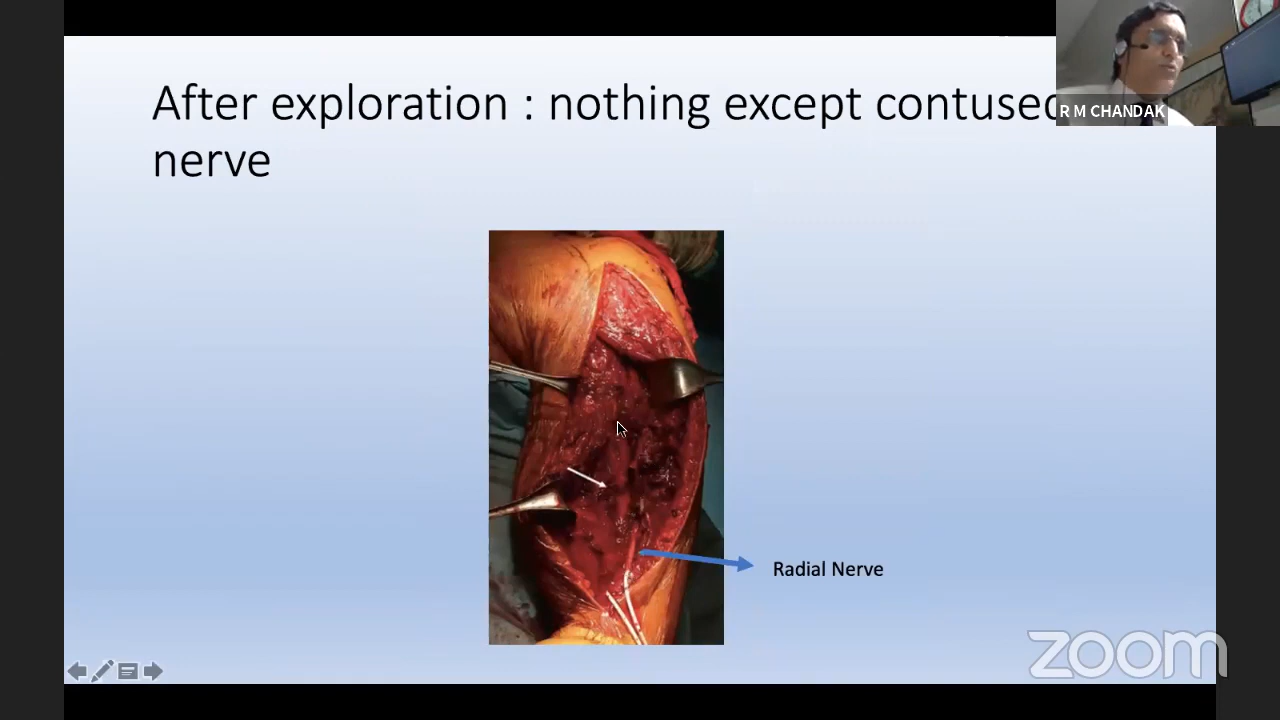 After exploration : nothing except contused
nerve
R M CHANDAK
Radial Nerve
zoom